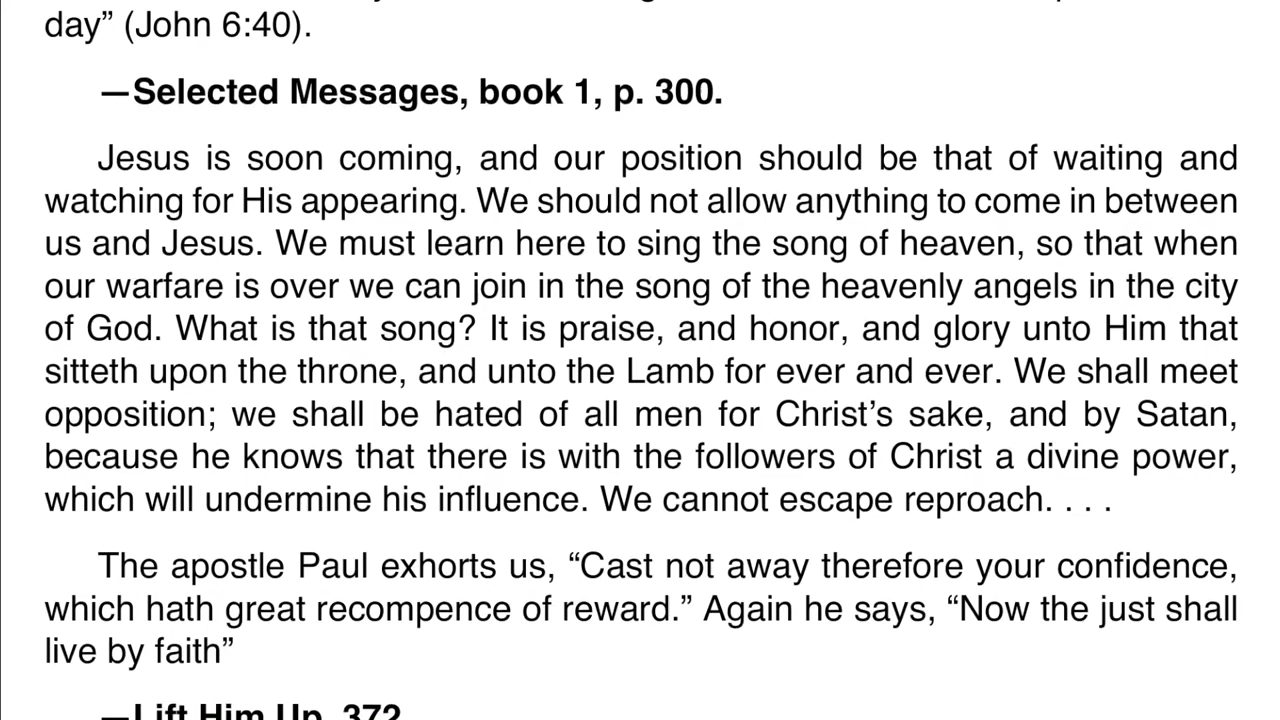 day” (John 6:40).
—Selected Messages, book 1, p. 300.
Jesus is soon coming, and our position should be that of waiting and
watching for His appearing. We should not allow anything to come in between
us and Jesus. We must learn here to sing the song of heaven, so that when
our warfare is over we can join in the song of the heavenly angels in the city
of God. What is that song? It is praise, and honor, and glory unto Him that
sitteth upon the throne, and unto the Lamb for ever and ever. We shall meet
opposition; we shall be hated of all men for Christ’s sake, and by Satan,
because he knows that there is with the followers of Christ a divine power,
which will undermine his influence. We cannot escape reproach. . . .
The apostle Paul exhorts us, “Cast not away therefore your confidence,
which hath great recompence of reward.” Again he says, “Now the just shall
live by faith”
—Lift Him Up, 372